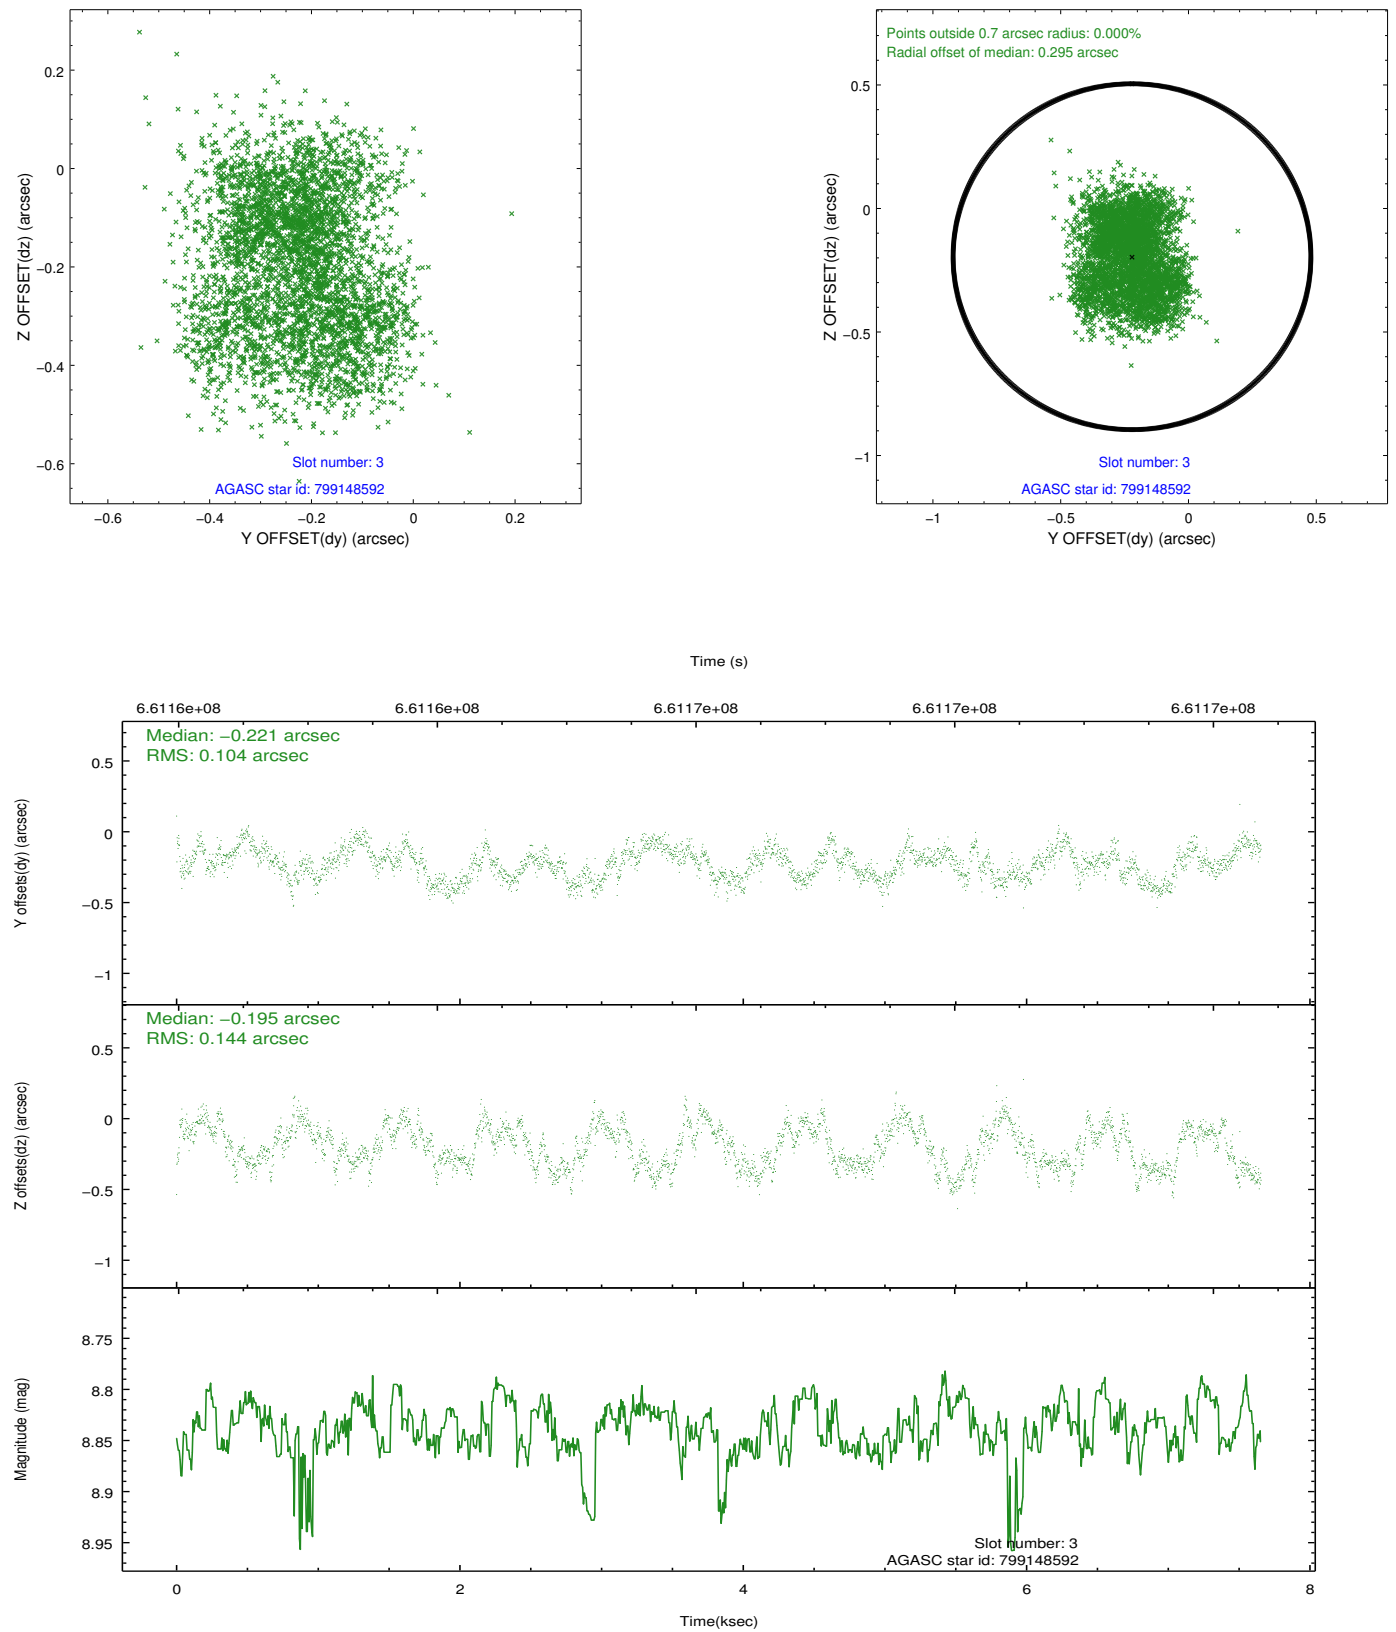 0.2
0
−0.2
−0.4
−0.6
Z OFFSET(dz) (arcsec)
Slot number: 3
AGASC star id: 799148592
−0.6
−0.4
−0.2
0
0.2
Y OFFSET(dy) (arcsec)
Points outside 0.7 arcsec radius: 0.000%
Radial offset of median: 0.295 arcsec
0.5
0
−0.5
−1
Z OFFSET(dz) (arcsec)
Slot number: 3
AGASC star id: 799148592
−1
−0.5
0
0.5
Y OFFSET(dy) (arcsec)
Time (s)
6.6116e+08
6.6116e+08
6.6117e+08
6.6117e+08
6.6117e+08
Median: −0.221 arcsec
RMS: 0.104 arcsec
0.5
0
−0.5
−1
Y offsets(dy) (arcsec)
Median: −0.195 arcsec
RMS: 0.144 arcsec
0.5
0
−0.5
−1
Z offsets(dz) (arcsec)
8.75
8.8
8.85
8.9
8.95
Magnitude (mag)
Slot number: 3
AGASC star id: 799148592
0
2
4
6
8
Time(ksec)